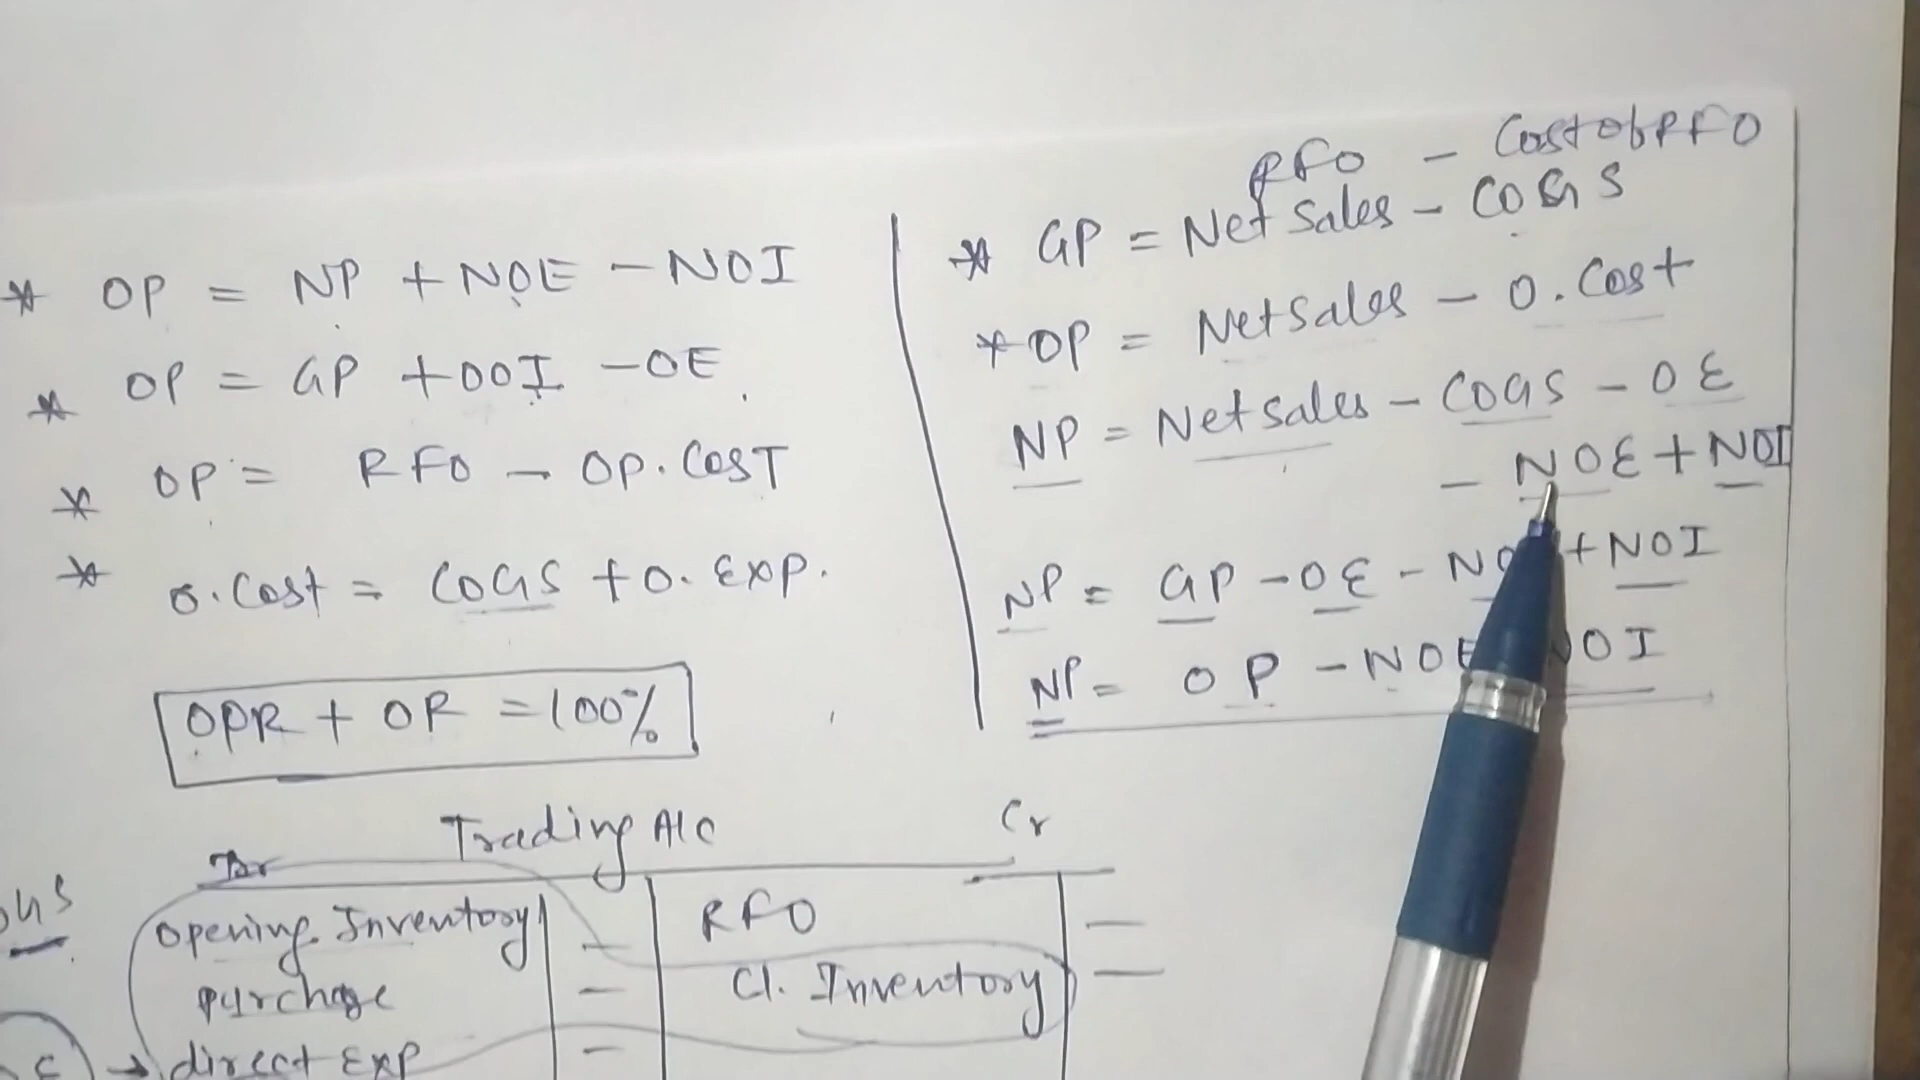 * OP = NP + NOE - NOI
* OP = GP + OOI - OE
* OP = RFO - OP. COST
* O. Cost = COGS + O. Exp.
OPR + OR = 100%
RFO - Cost of RFO
* GP = Net Sales - COGS
* OP = Net Sales - O. Cost
NP = Net Sales - COGS - OE
- NOE + NOI
NP = GP - OE - NO + NOI
NP = OP - NOE NOI
Trading A/C
Dr
Cr
Opening Inventory
RFO
purchase
Cl. Inventory
direct Exp